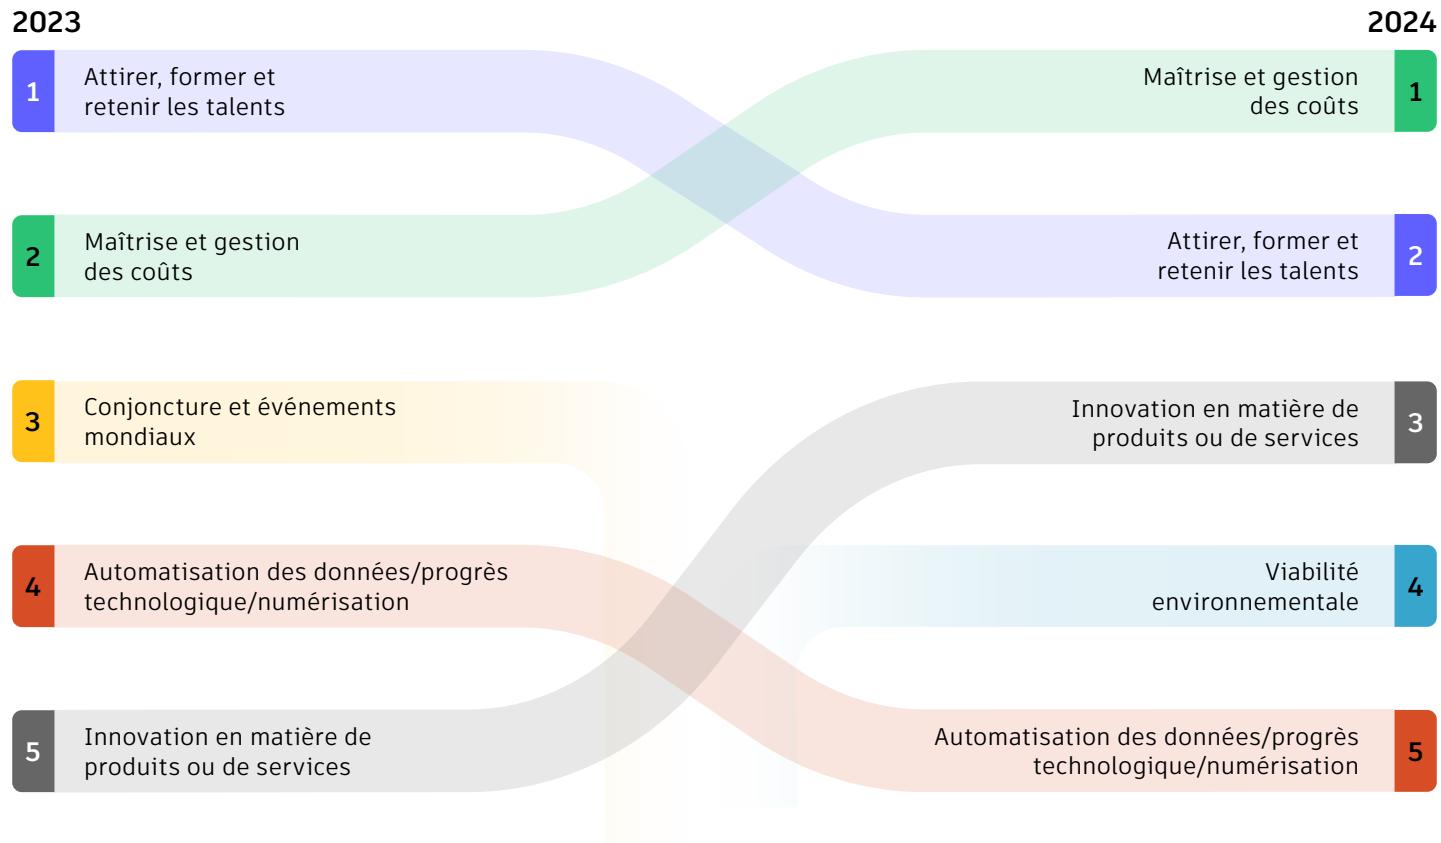 2023
2024
1
Attirer, former et
retenir les talents
Maîtrise et gestion
des coûts
1
2
Maîtrise et gestion
des coûts
Attirer, former et
retenir les talents
2
3
Conjoncture et événements
mondiaux
Innovation en matière de
produits ou de services
3
4
Automatisation des données/progrès
technologique/numérisation
Viabilité
environnementale
4
5
Innovation en matière de
produits ou de services
Automatisation des données/progrès
technologique/numérisation
5